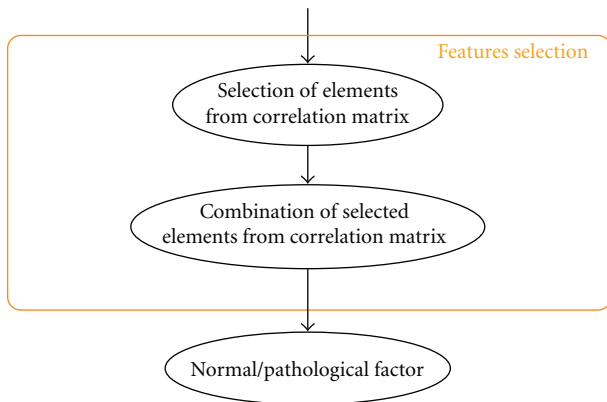 Features selection
Selection of elements
from correlation matrix
Combination of selected
elements from correlation matrix
Normal/pathological factor